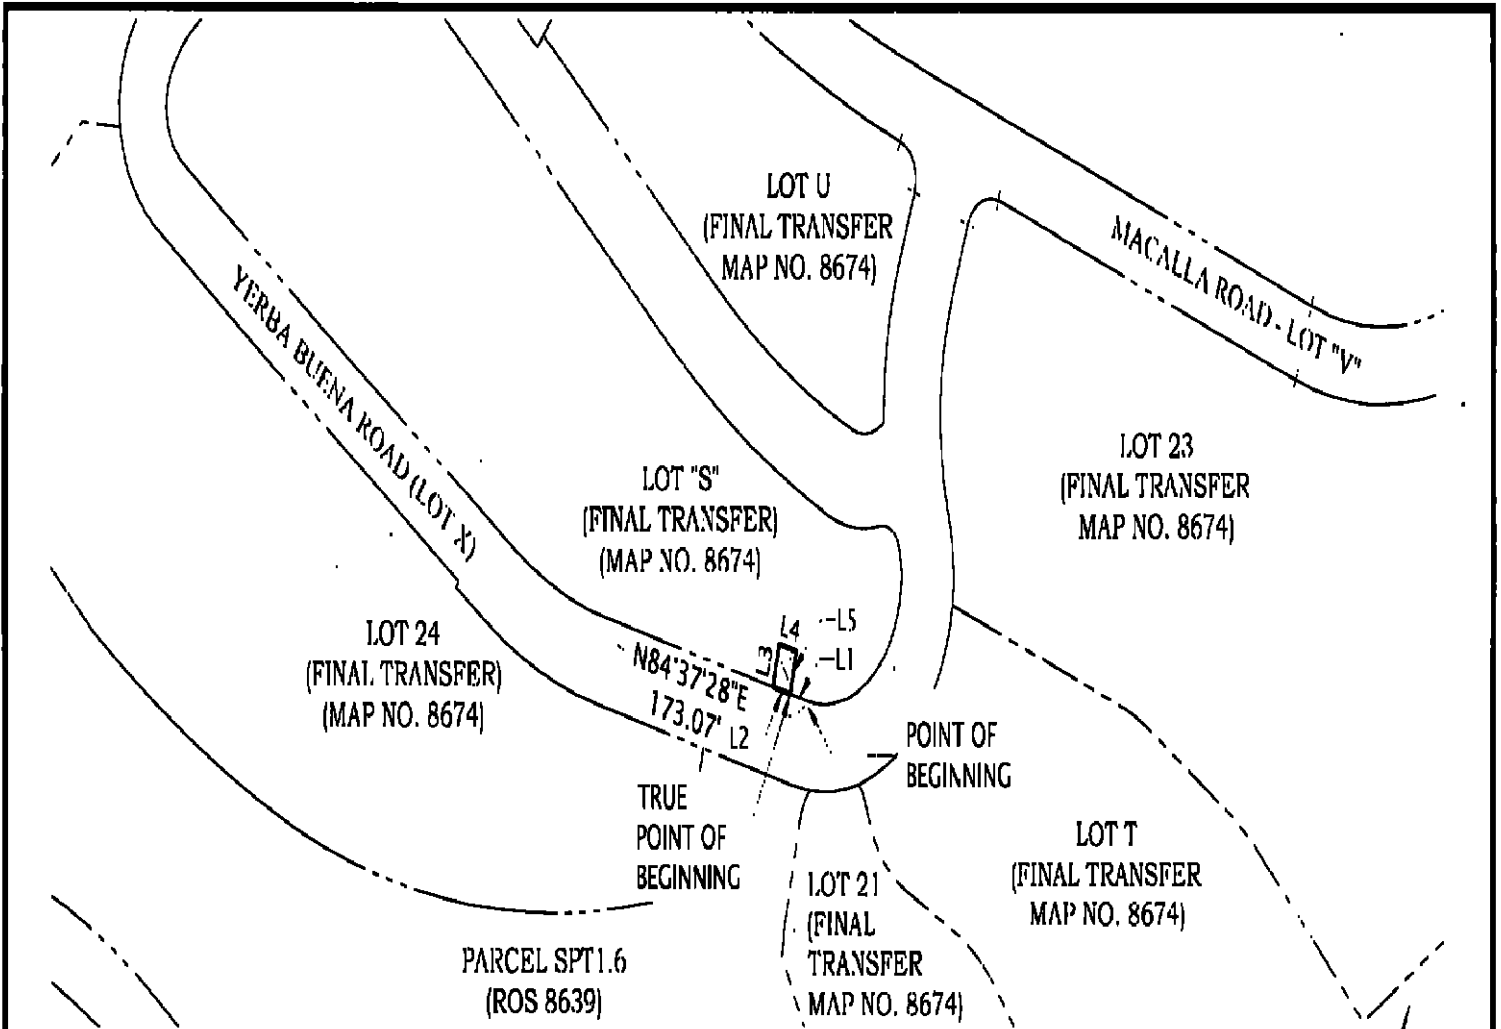 LOT U
(FINAL TRANSFER
MAP NO. 8674)
MACALLA ROAD - LOT "V"
YERBA BUENA ROAD (LOT X)
LOT "S"
(FINAL TRANSFER)
(MAP NO. 8674)
LOT 23
(FINAL TRANSFER
MAP NO. 8674)
LOT 24
(FINAL TRANSFER)
(MAP NO. 8674)
L4
L5
L3
L1
N84°37'28"E
173.07'
L2
POINT OF
BEGINNING
TRUE
POINT OF
BEGINNING
LOT T
(FINAL TRANSFER
MAP NO. 8674)
LOT 21
(FINAL
TRANSFER
MAP NO. 8674)
PARCEL SPT1.6
(ROS 8639)